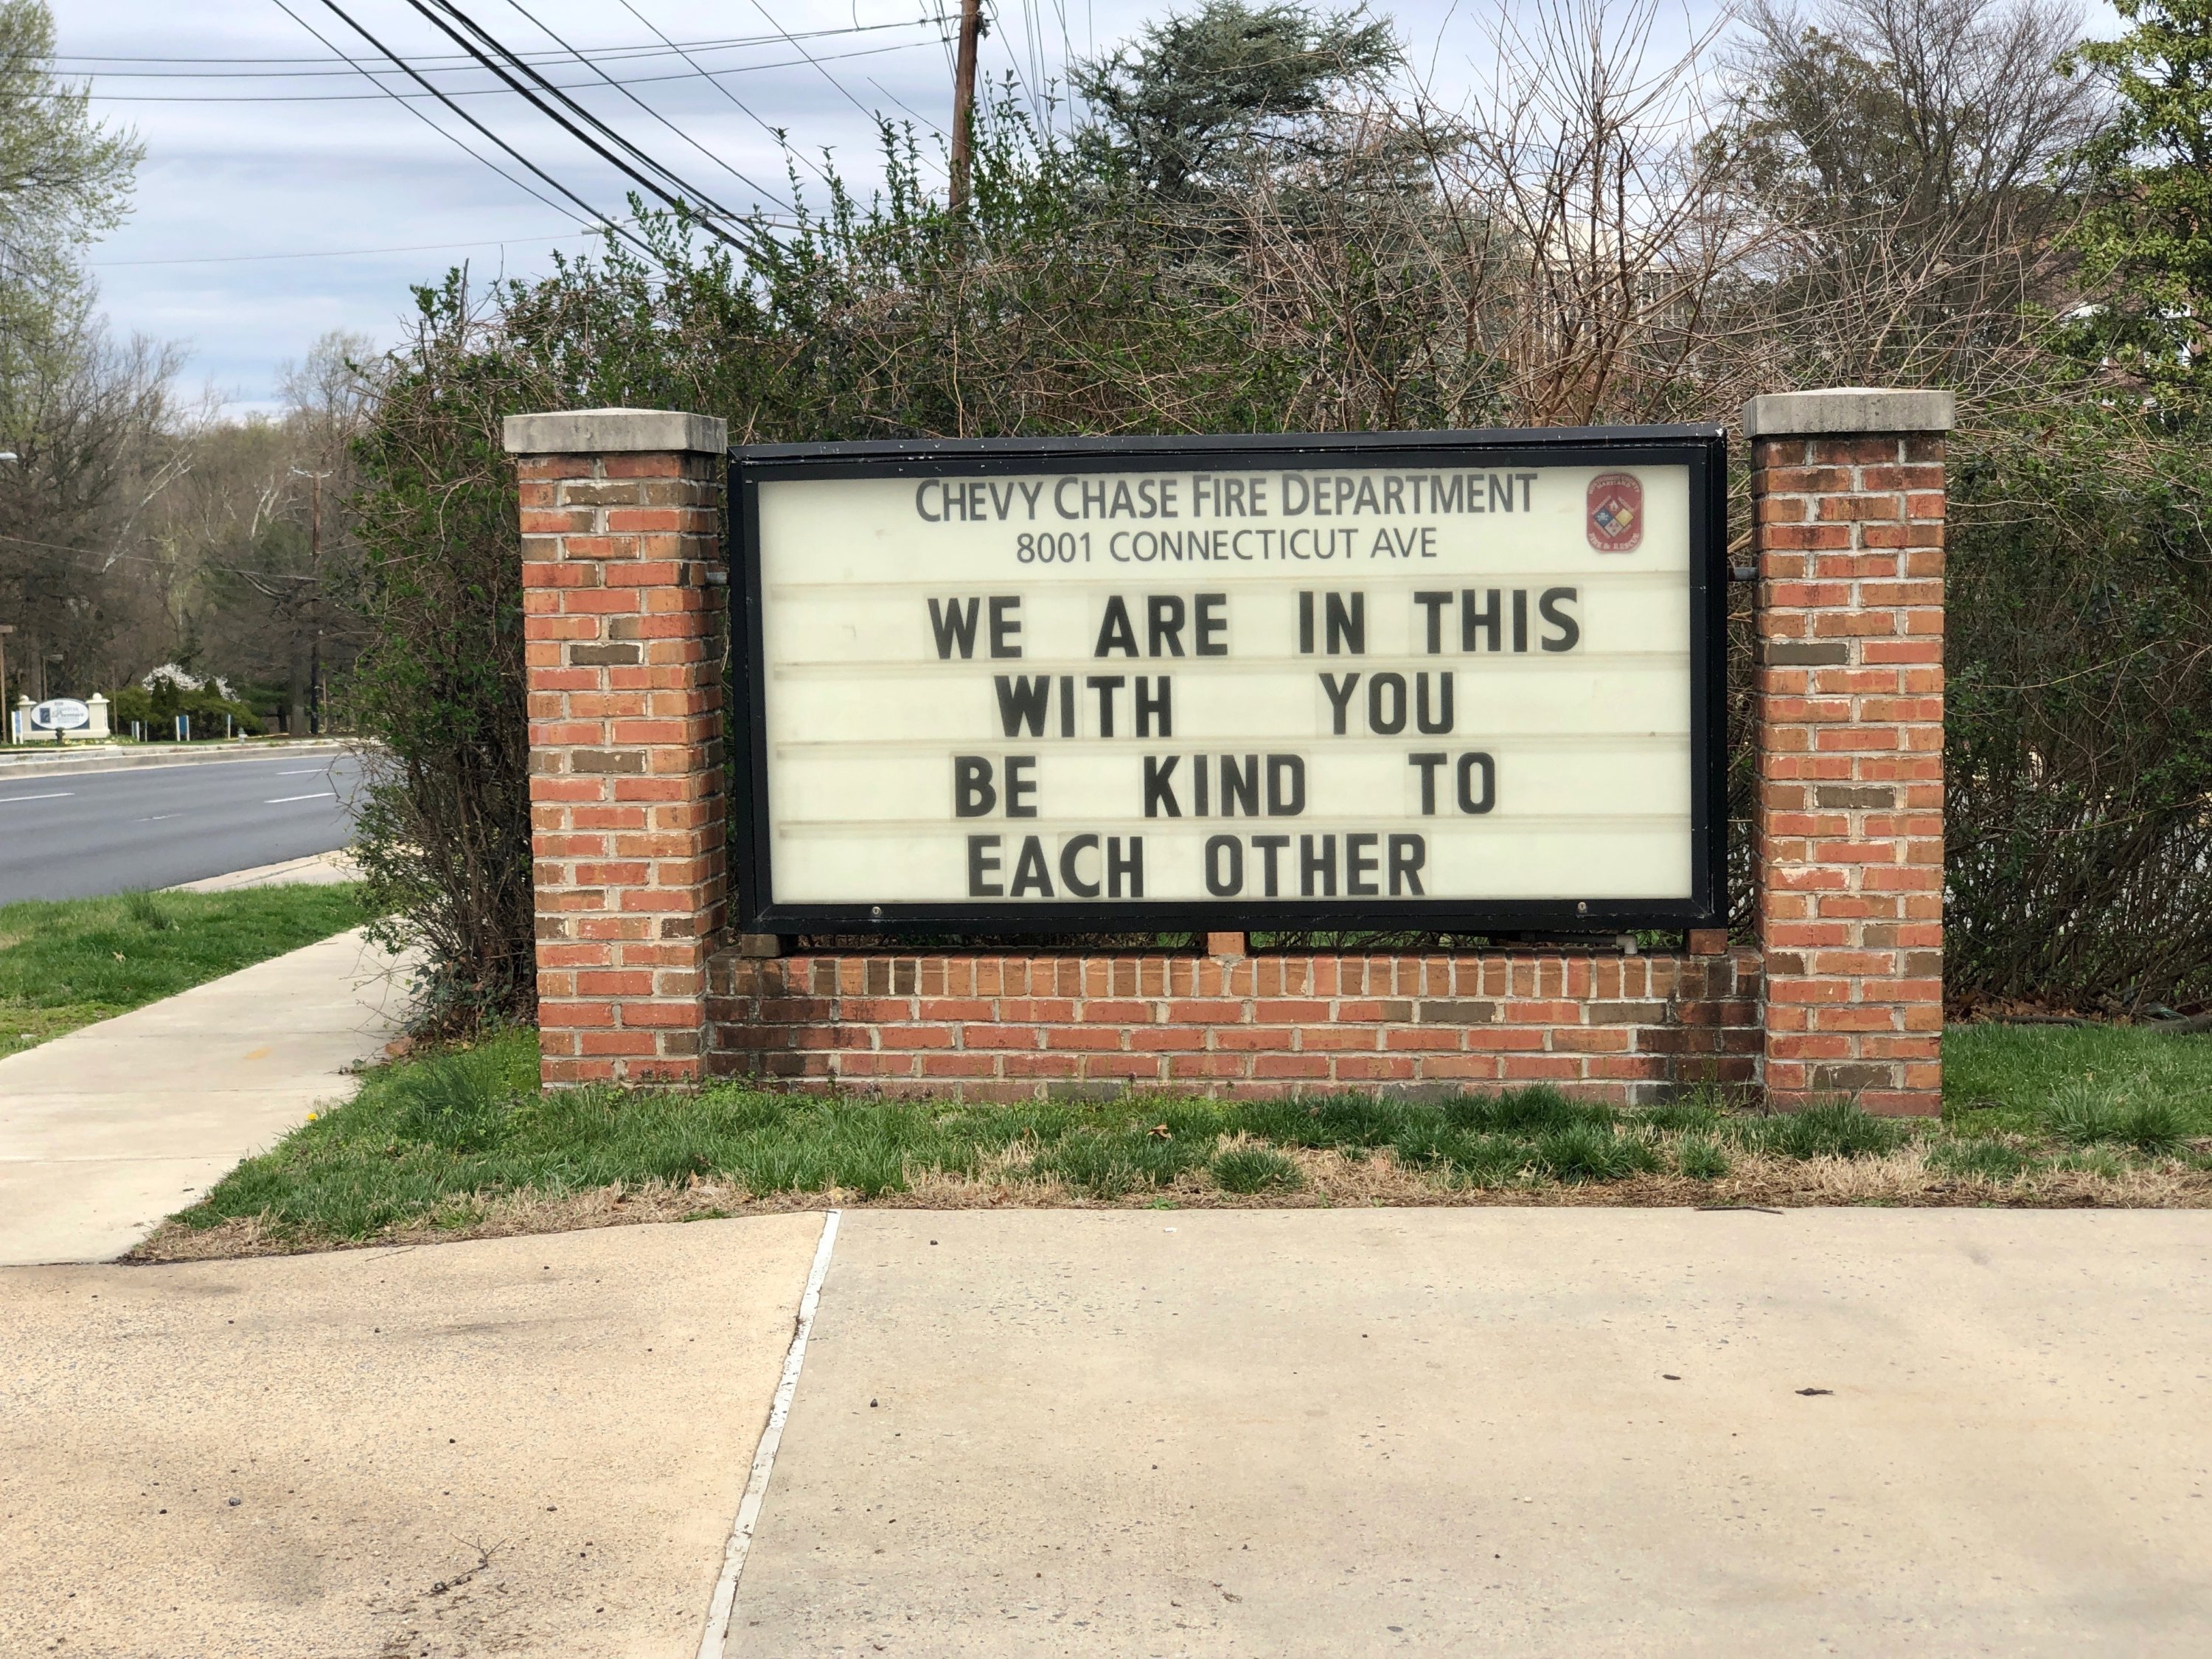 CHEVY CHASE FIRE DEPARTMENT
8001 CONNECTICUT AVE
WE ARE IN THIS
WITH YOU
BE KIND TO
EACH OTHER